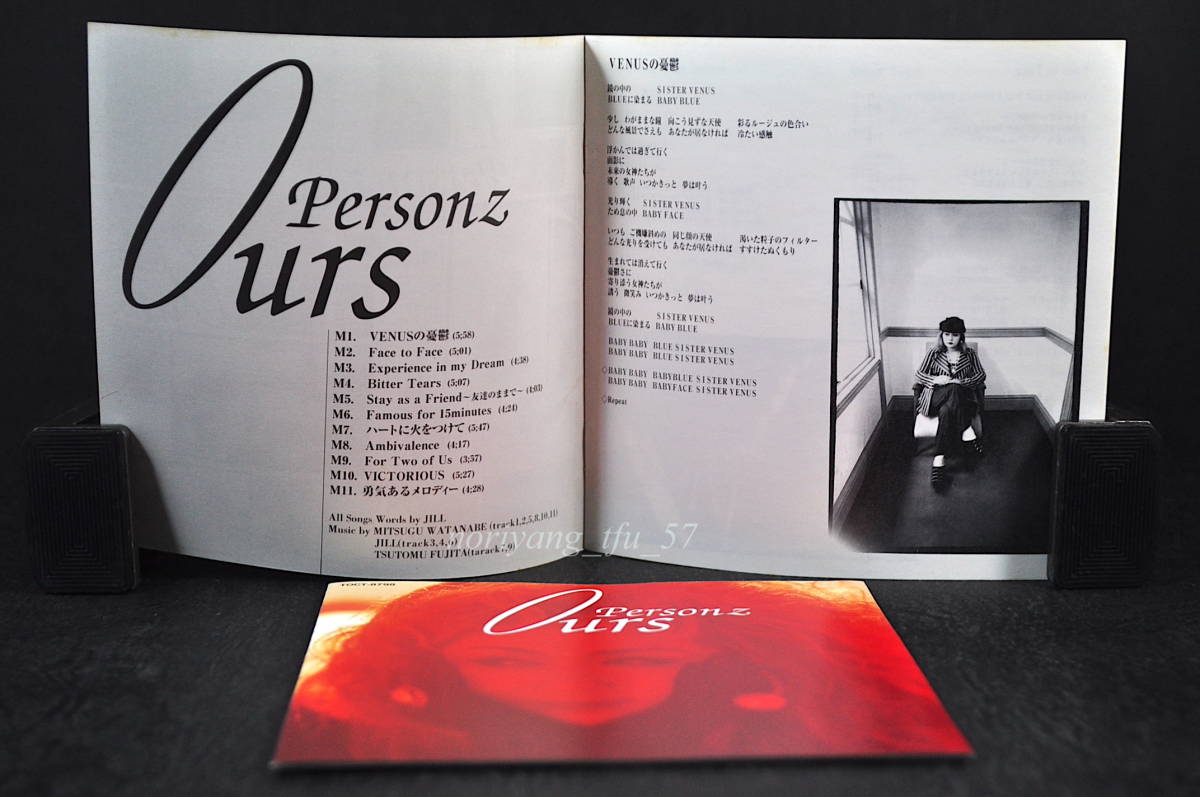 Personz
Ours
M1. VENUSの憂鬱 (5;58)
M2. Face to Face (5;01)
M3. Experience in my Dream (4;38)
M4. Bitter Tears (5;07)
M5. Stay as a Friend〜友達のままで〜 (4;03)
M6. Famous for 15minutes (4;24)
M7. ハートに火をつけて (5;47)
M8. Ambivalence (4;17)
M9. For Two of Us (3;57)
M10. VICTORIOUS (5;27)
M11. 勇気あるメロディー (4;28)
All Songs Words by JILL
Music by MITSUGU WATANABE (track1,2,5,8,10,11)
JILL(track3,4,6)
TSUTOMU FUJITA(tarack7,9)
VENUSの憂鬱
鏡の中の SISTER VENUS
BLUEに染まる BABY BLUE
少し わがままな瞳 向こう見ずな天使 彩るルージュの色合い
どんな風景でさえも あなたが居なければ 冷たい感触
浮かんでは過ぎて行く
面影に
未来の女神たちが
導く 歌声 いつかきっと 夢は叶う
光り輝く SISTER VENUS
ため息の中 BABY FACE
いつも ご機嫌斜めの 同じ顔の天使 渇いた粒子のフィルター
どんな光りを受けても あなたが居なければ すすけたぬくもり
生まれては消えて行く
憂鬱さに
寄り添う女神たちが
誘う 微笑み いつかきっと 夢は叶う
鏡の中の SISTER VENUS
BLUEに染まる BABY BLUE
BABY BABY BLUE SISTER VENUS
BABY BABY BLUE SISTER VENUS
◇BABY BABY BABYBLUE SISTER VENUS
BABY BABY BABYFACE SISTER VENUS
◇Repeat
noriyang_tfu_57
TOCT-8798
Personz
Ours